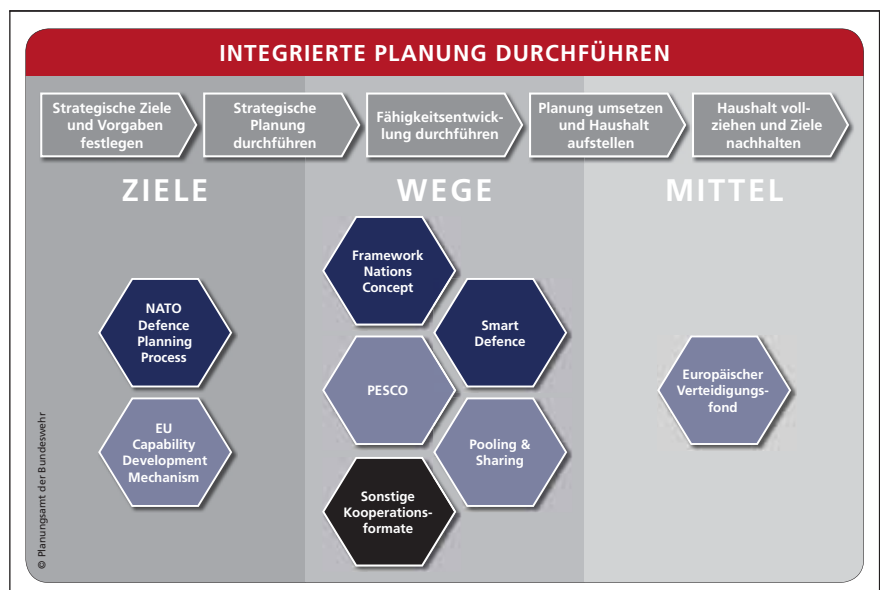 INTEGRIERTE PLANUNG DURCHFÜHREN
Strategische Ziele
und Vorgaben
festlegen
Strategische
Planung
durchführen
Fähigkeitsentwick-
lung durchführen
Planung umsetzen
und Haushalt
aufstellen
Haushalt voll-
ziehen und Ziele
nachhalten
ZIELE
WEGE
MITTEL
NATO
Defence
Planning
Process
EU
Capability
Development
Mechanism
Framework
Nations
Concept
Smart
Defence
PESCO
Pooling &
Sharing
Sonstige
Kooperations-
formate
Europäischer
Verteidigungs-
fond
© Planungsamt der Bundeswehr